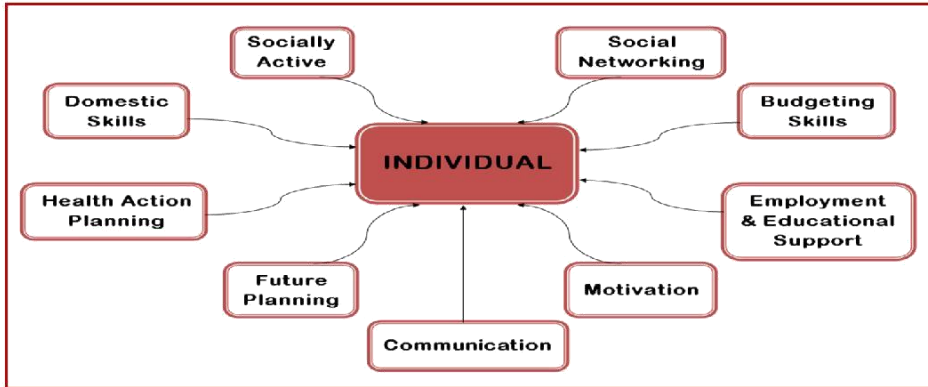 Socially
Active
Social
Networking
Domestic
Skills
Budgeting
Skills
INDIVIDUAL
Health Action
Planning
Employment
& Educational
Support
Future
Planning
Motivation
Communication